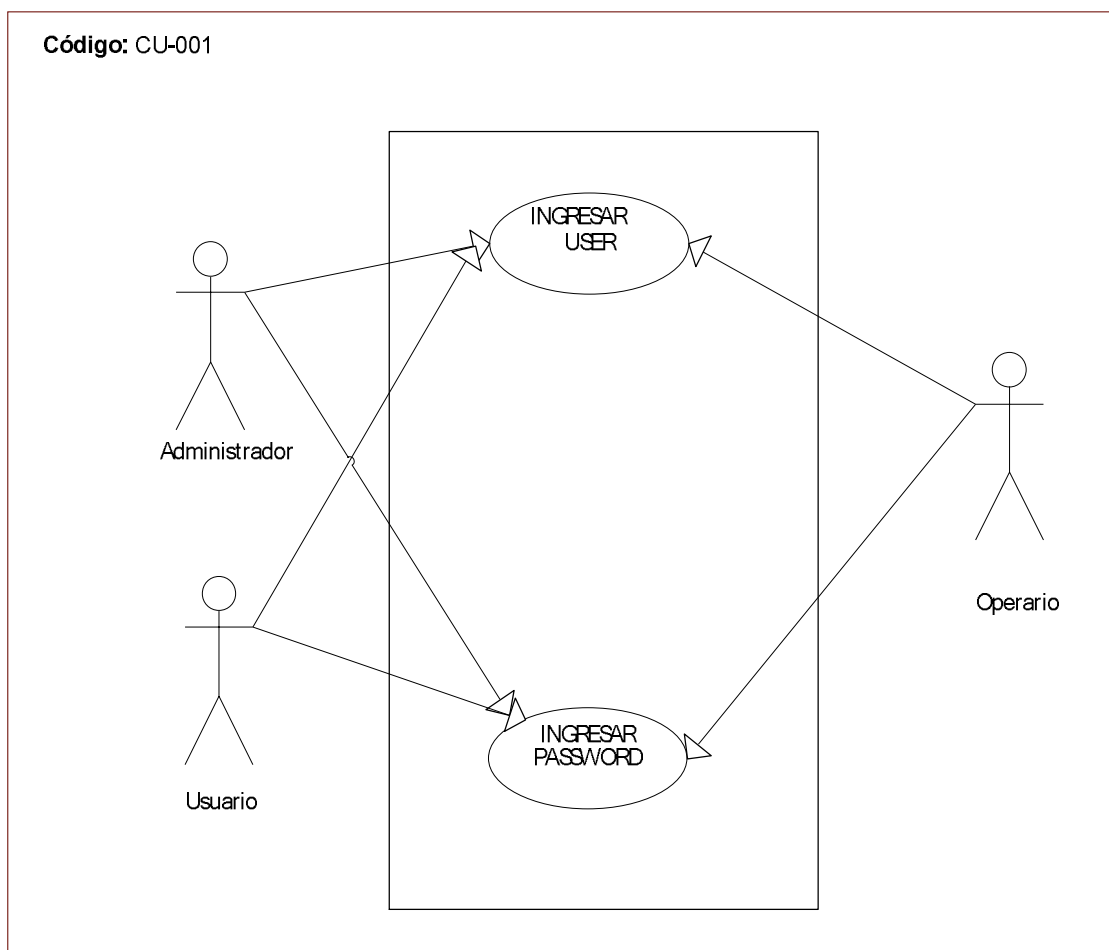 Código: CU-001
INGRESAR
USER
Administrador
Operario
INGRESAR
PASSWORD
Usuario